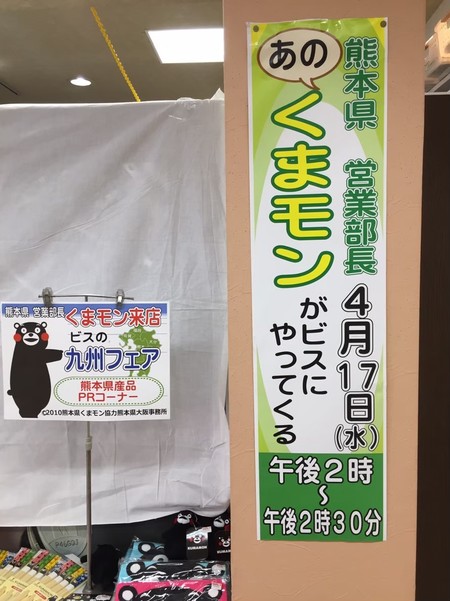 熊本県 営業部長
あの
くまモン
がビスに
やってくる
4月17日(水)
午後2時
～
午後2時30分
熊本県 営業部長
くまモン来店
ビスの
九州フェア
熊本県産品
PRコーナー
©2010熊本県くまモン協力熊本県大阪事務所
KUMAMON